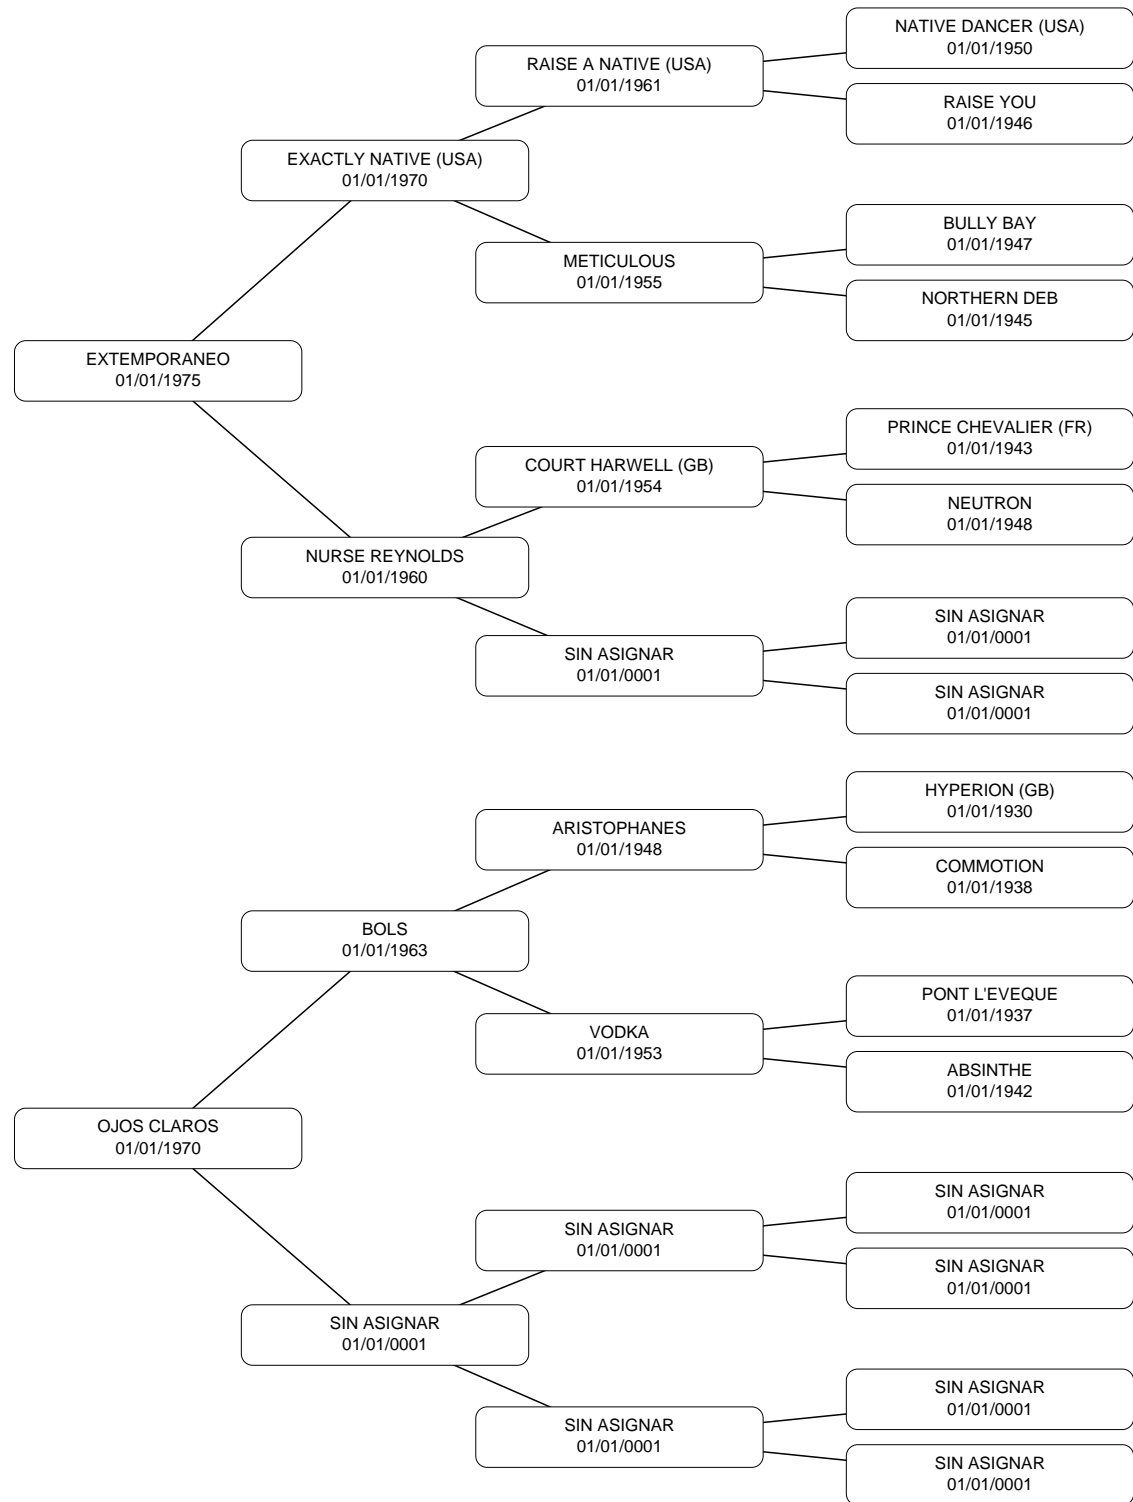 NATIVE DANCER (USA)
01/01/1950
RAISE A NATIVE (USA)
01/01/1961
RAISE YOU
01/01/1946
EXACTLY NATIVE (USA)
01/01/1970
BULLY BAY
01/01/1947
METICULOUS
01/01/1955
NORTHERN DEB
01/01/1945
EXTEMPORANEO
01/01/1975
PRINCE CHEVALIER (FR)
01/01/1943
COURT HARWELL (GB)
01/01/1954
NEUTRON
01/01/1948
NURSE REYNOLDS
01/01/1960
SIN ASIGNAR
01/01/0001
SIN ASIGNAR
01/01/0001
SIN ASIGNAR
01/01/0001
HYPERION (GB)
01/01/1930
ARISTOPHANES
01/01/1948
COMMOTION
01/01/1938
BOLS
01/01/1963
PONT L'EVEQUE
01/01/1937
VODKA
01/01/1953
ABSINTHE
01/01/1942
OJOS CLAROS
01/01/1970
SIN ASIGNAR
01/01/0001
SIN ASIGNAR
01/01/0001
SIN ASIGNAR
01/01/0001
SIN ASIGNAR
01/01/0001
SIN ASIGNAR
01/01/0001
SIN ASIGNAR
01/01/0001
SIN ASIGNAR
01/01/0001